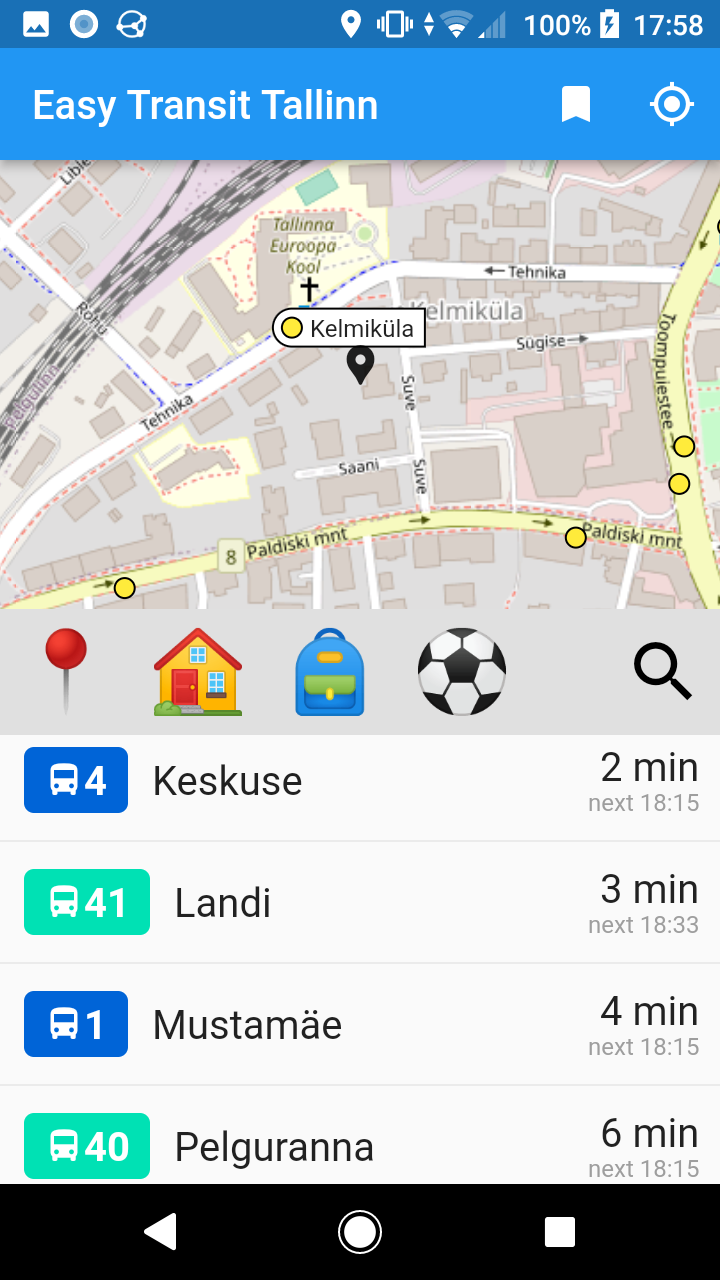 100% 17:58
Easy Transit Tallinn
Tallinna
Euroopa
Kool
Tehnika
Kelmiküla
Kelmiküla
Rohu
Sügise
Toompuiestee
Tehnika
Suve
Saani
Suve
8 Paldiski mnt
Paldiski mnt
4 Keskuse 2 min
next 18:15
41 Landi 3 min
next 18:33
1 Mustamäe 4 min
next 18:15
40 Pelguranna 6 min
next 18:15